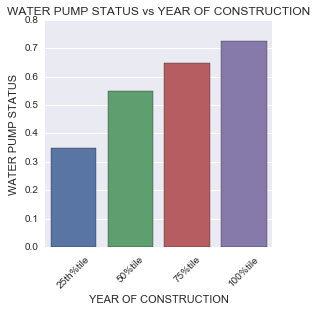 WATER PUMP STATUS vs YEAR OF CONSTRUCTION
0.8
0.7
0.6
0.5
0.4
0.3
0.2
0.1
0.0
WATER PUMP STATUS
25th%tile
50%tile
75%tile
100%tile
YEAR OF CONSTRUCTION